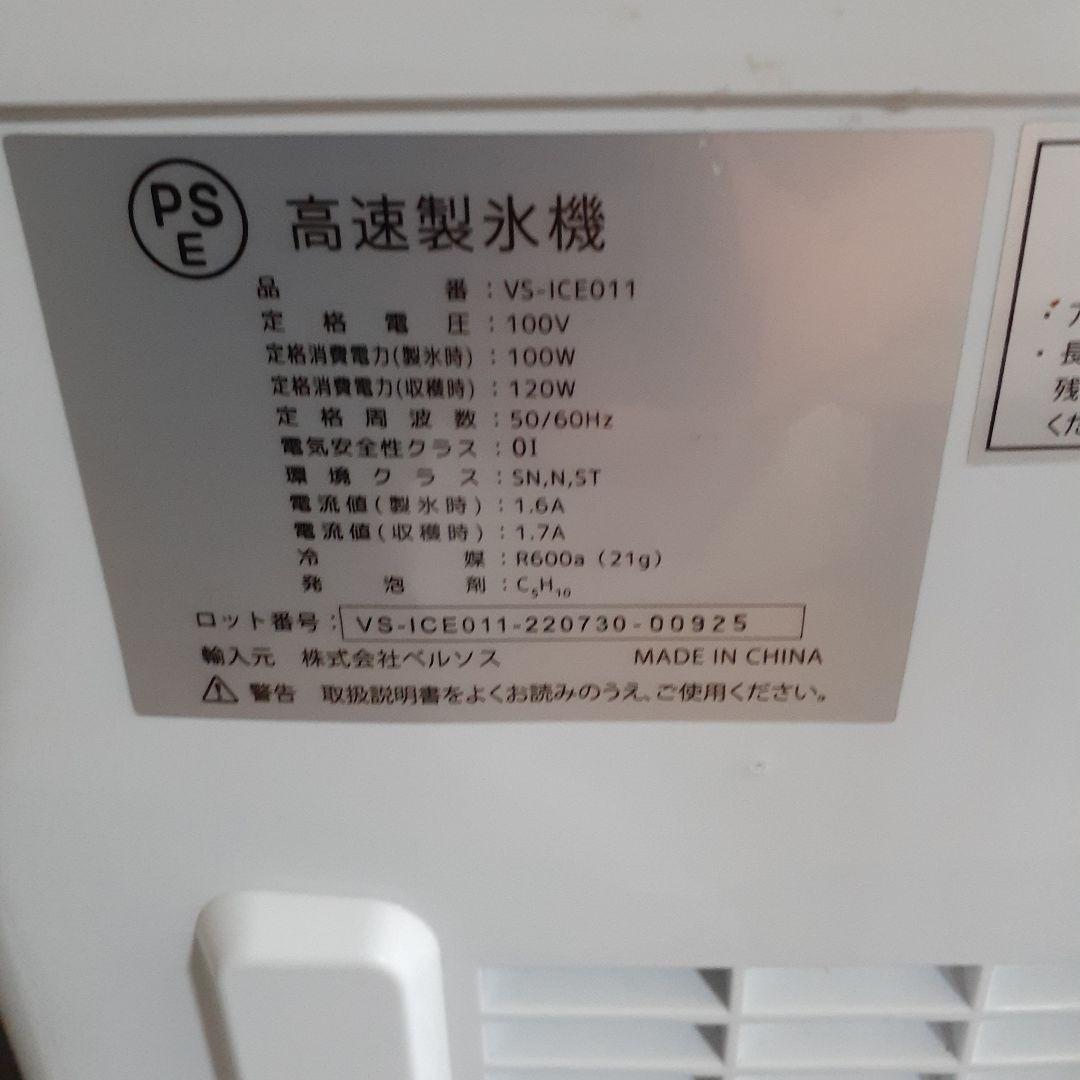 PS
E
高速製氷機
品番：VS-ICE011
定格電圧：100V
定格消費電力(製氷時)：100W
定格消費電力(収穫時)：120W
定格周波数：50/60Hz
電気安全性クラス：0I
環境クラス：SN,N,ST
電流値(製氷時)：1.6A
電流値(収穫時)：1.7A
冷媒：R600a（21g）
発泡剤：C₅H₁₀
ロット番号：VS-ICE011-220730-00925
輸入元 株式会社ベルソス MADE IN CHINA
⚠ 警告 取扱説明書をよくお読みのうえ、ご使用ください。
・ア
・長
残
くだ